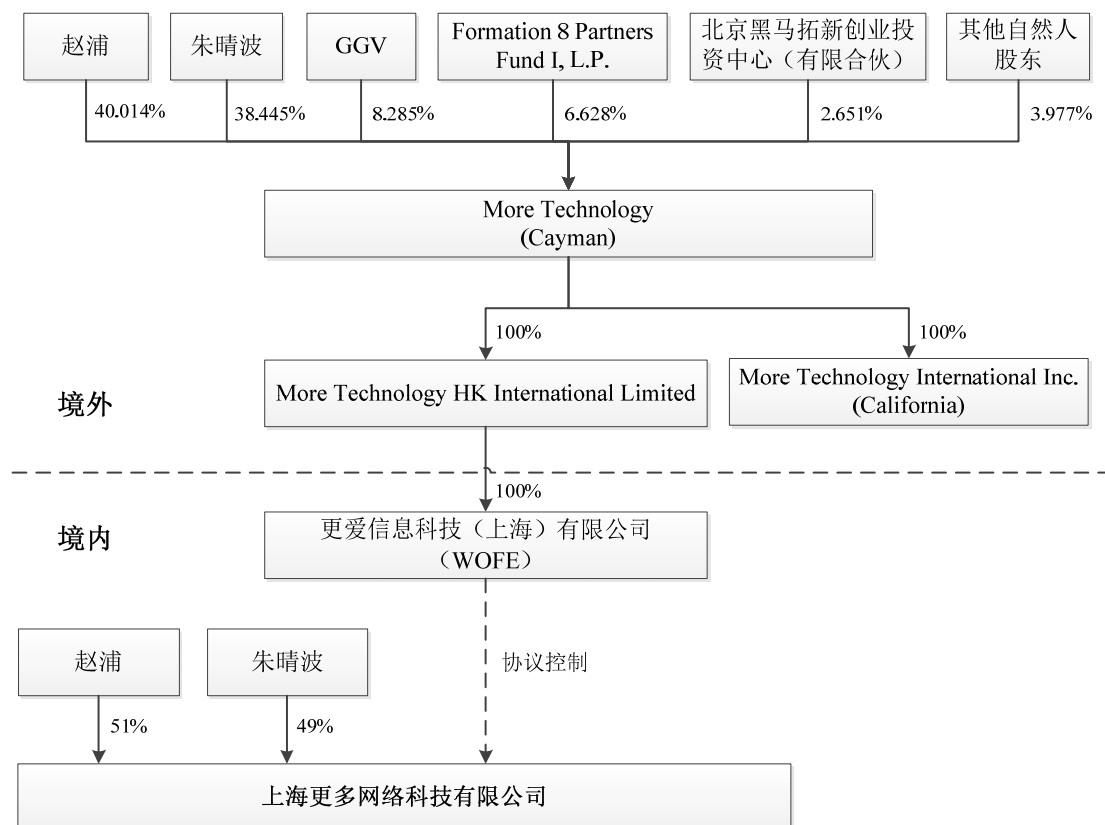 赵浦
朱晴波
GGV
Formation 8 Partners
Fund I, L.P.
北京黑马拓新创业投
资中心（有限合伙）
其他自然人
股东
40.014%
38.445%
8.285%
6.628%
2.651%
3.977%
More Technology
(Cayman)
100%
100%
More Technology HK International Limited
More Technology International Inc.
(California)
境外
100%
境内
更爱信息科技（上海）有限公司
（WOFE）
赵浦
朱晴波
协议控制
51%
49%
上海更多网络科技有限公司